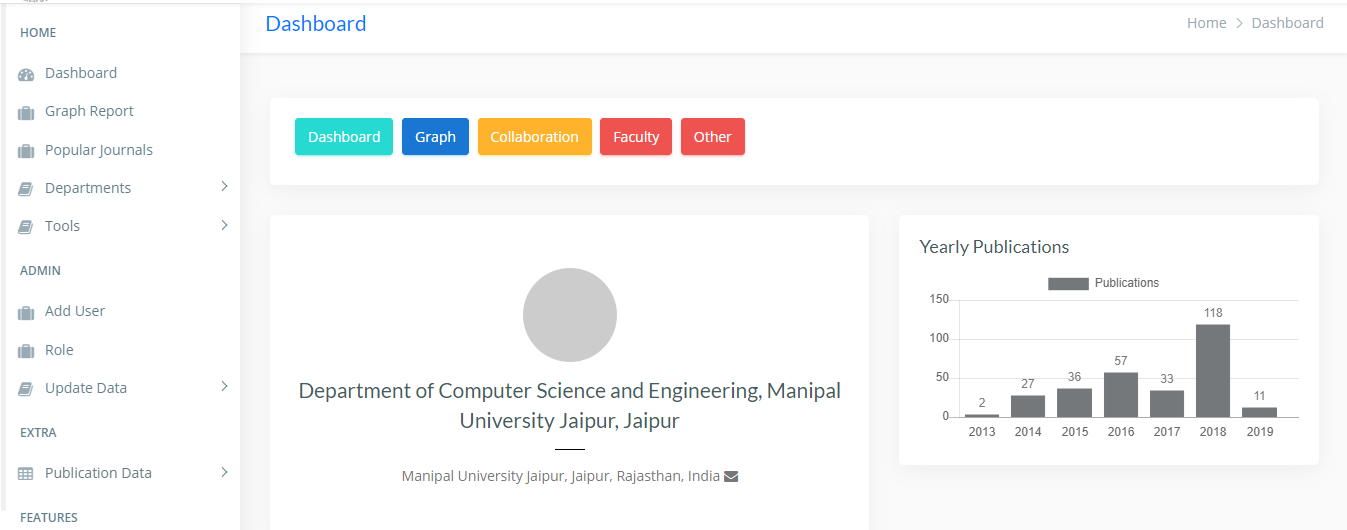 HOME
Dashboard
Graph Report
Popular Journals
Departments
Tools
ADMIN
Add User
Role
Update Data
EXTRA
Publication Data
FEATURES
Dashboard
Home > Dashboard
Dashboard Graph Collaboration Faculty Other
Department of Computer Science and Engineering, Manipal
University Jaipur, Jaipur
Manipal University Jaipur, Jaipur, Rajasthan, India
Yearly Publications
Publications
150
100
50
0
2 27 36 57 33 118 11
2013 2014 2015 2016 2017 2018 2019